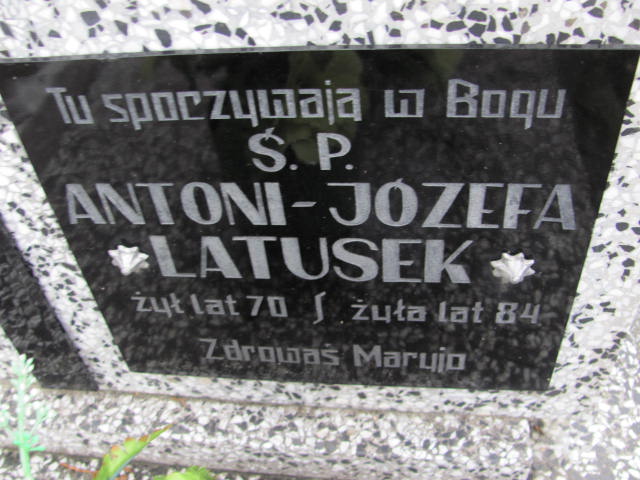 Tu spoczywają w Bogu
Ś. P.
ANTONI - JÓZEFA
LATUSEK
żył lat 70 / żyła lat 84
Zdrowaś Maryjo